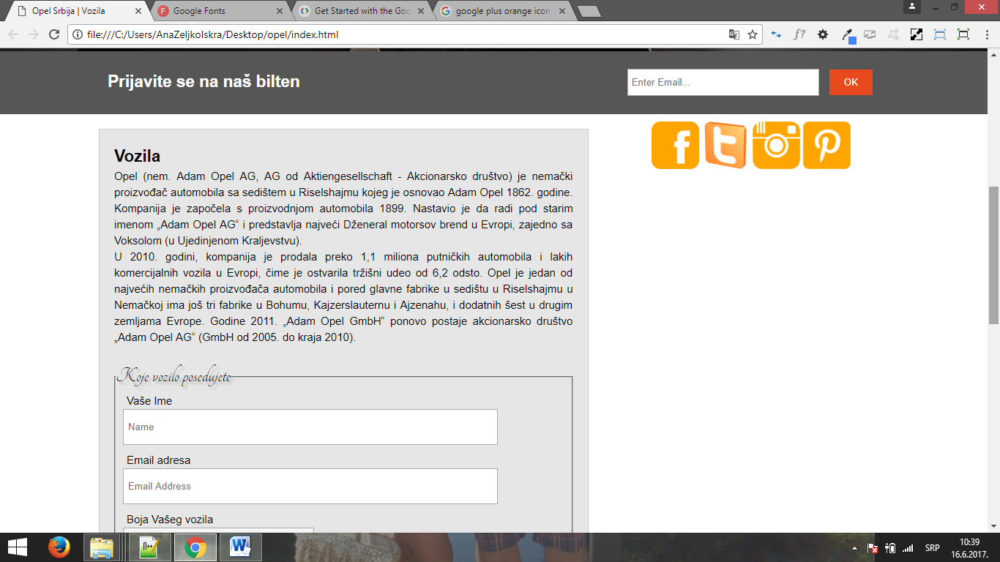 Opel Srbija | Vozila
Google Fonts
Get Started with the Goo
google plus orange icon
file:///C:/Users/AnaZeljkoIskra/Desktop/opel/index.html
f?
Prijavite se na naš bilten
Enter Email...
OK
Vozila
Opel (nem. Adam Opel AG, AG od Aktiengesellschaft - Akcionarsko društvo) je nemački
proizvođač automobila sa sedištem u Riselshajmu kojeg je osnovao Adam Opel 1862. godine.
Kompanija je započela s proizvodnjom automobila 1899. Nastavio je da radi pod starim
imenom „Adam Opel AG“ i predstavlja najveći Dženeral motorsov brend u Evropi, zajedno sa
Voksolom (u Ujedinjenom Kraljevstvu).
U 2010. godini, kompanija je prodala preko 1,1 miliona putničkih automobila i lakih
komercijalnih vozila u Evropi, čime je ostvarila tržišni udeo od 6,2 odsto. Opel je jedan od
najvećih nemačkih proizvođača automobila i pored glavne fabrike u sedištu u Riselshajmu u
Nemačkoj ima još tri fabrike u Bohumu, Kajzerslauternu i Ajzenahu, i dodatnih šest u drugim
zemljama Evrope. Godine 2011. „Adam Opel GmbH“ ponovo postaje akcionarsko društvo
„Adam Opel AG“ (GmbH od 2005. do kraja 2010).
Koje vozilo posedujete
Vaše Ime
Name
Email adresa
Email Address
Boja Vašeg vozila
SRP
10:39
16.6.2017.